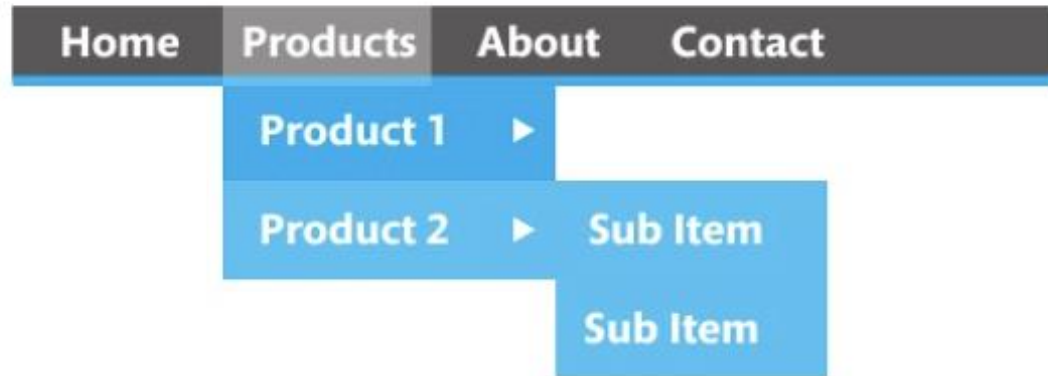 Home Products About Contact
Product 1
Product 2 Sub Item
Sub Item